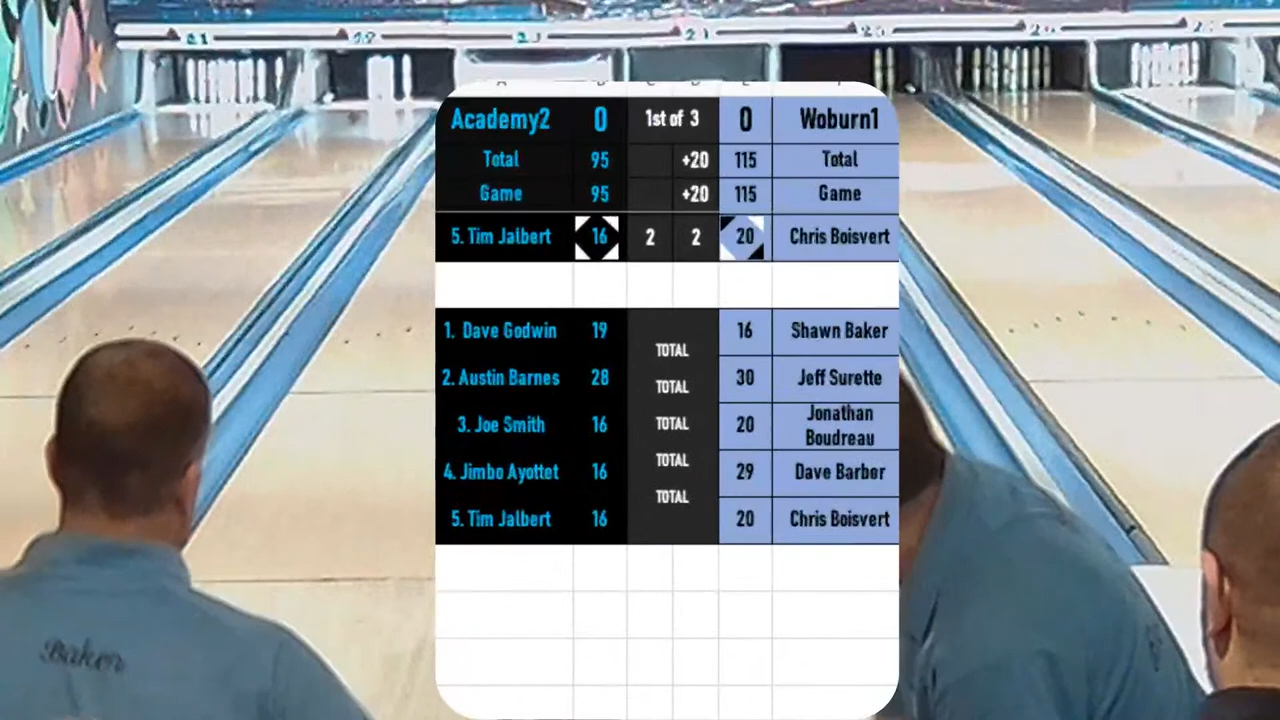 Academy2 0 1st of 3 0 Woburn1
Total 95 +20 115 Total
Game 95 +20 115 Game
5. Tim Jalbert 16 2 2 20 Chris Boisvert
1. Dave Godwin 19 TOTAL 16 Shawn Baker
2. Austin Barnes 28 TOTAL 30 Jeff Surette
3. Joe Smith 16 TOTAL 20 Jonathan Boudreau
4. Jimbo Ayottet 16 TOTAL 29 Dave Barber
5. Tim Jalbert 16 TOTAL 20 Chris Boisvert
Baker